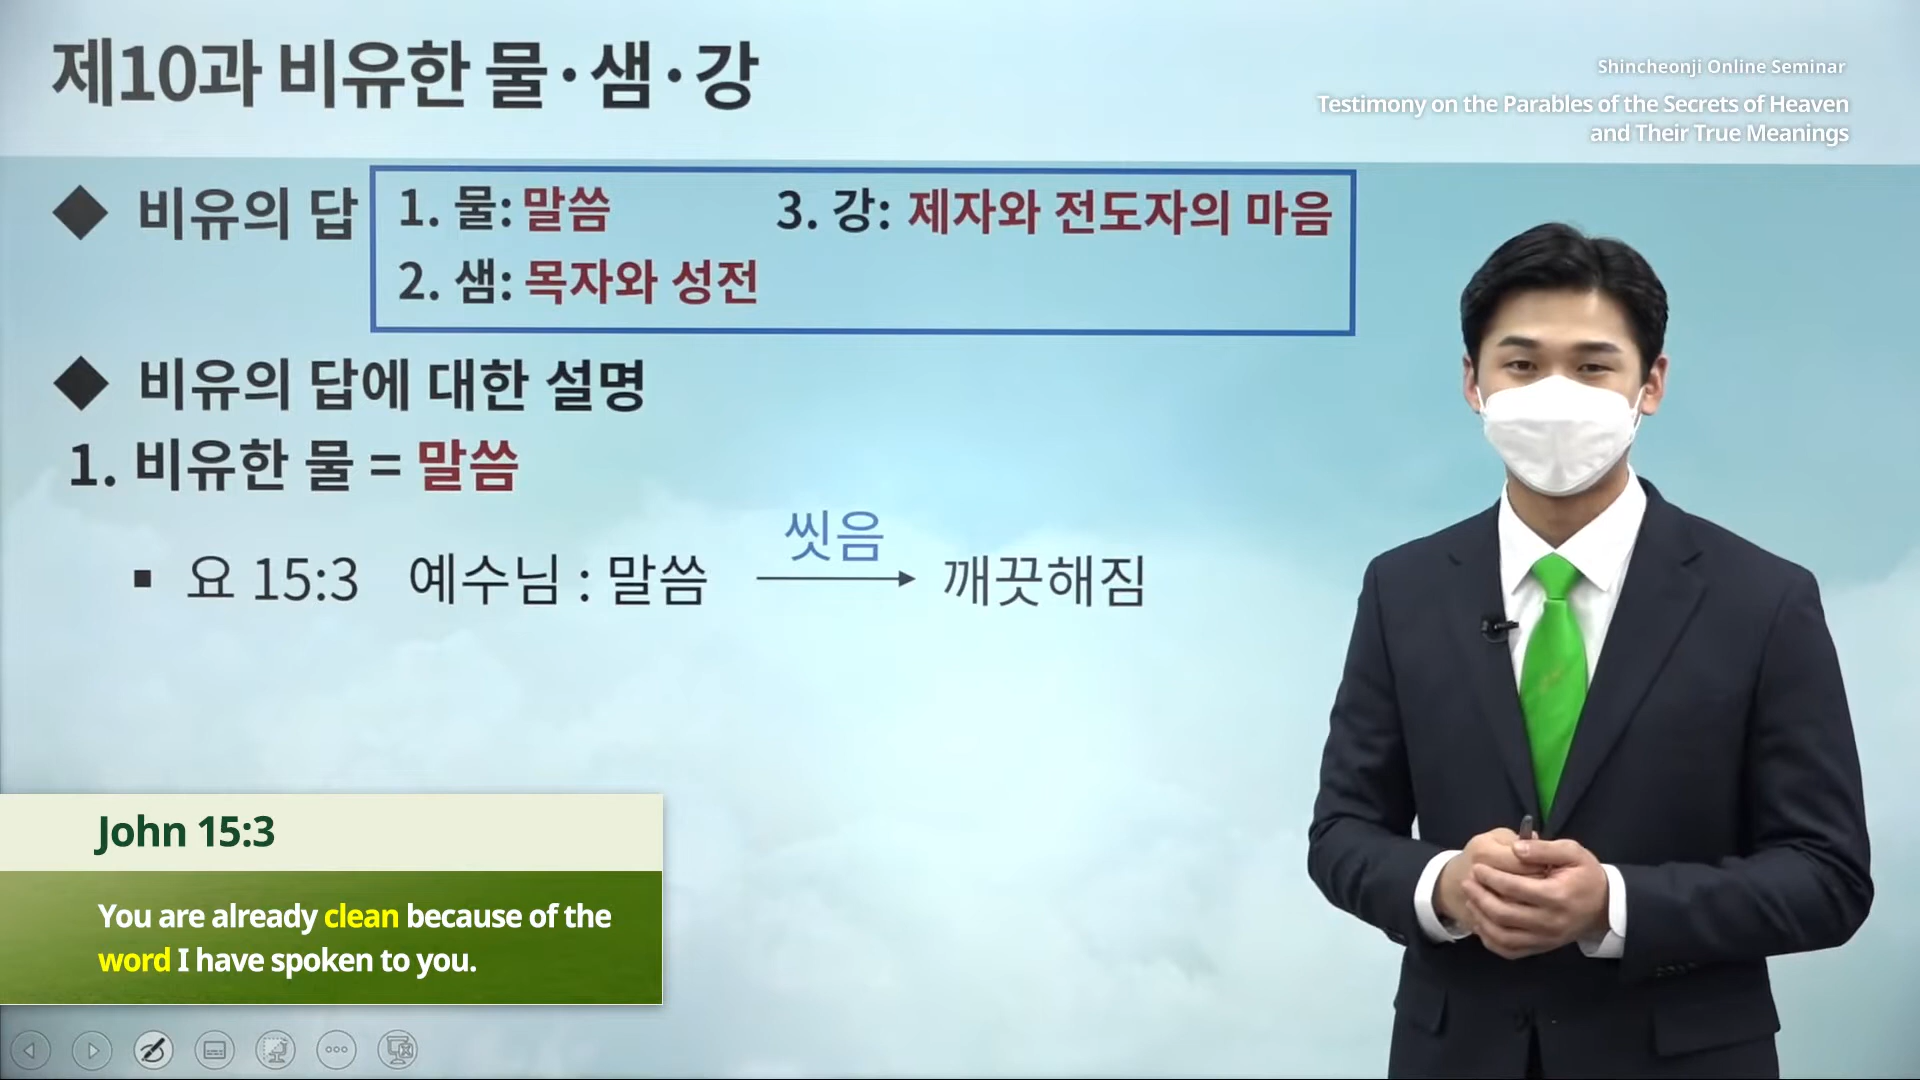 제10과 비유한 물·샘·강
Shincheonji Online Seminar
Testimony on the Parables of the Secrets of Heaven
and Their True Meanings
◆ 비유의 답
1. 물: 말씀
3. 강: 제자와 전도자의 마음
2. 샘: 목자와 성전
◆ 비유의 답에 대한 설명
1. 비유한 물 = 말씀
씻음
▪ 요 15:3 예수님 : 말씀 → 깨끗해짐
John 15:3
You are already clean because of the
word I have spoken to you.